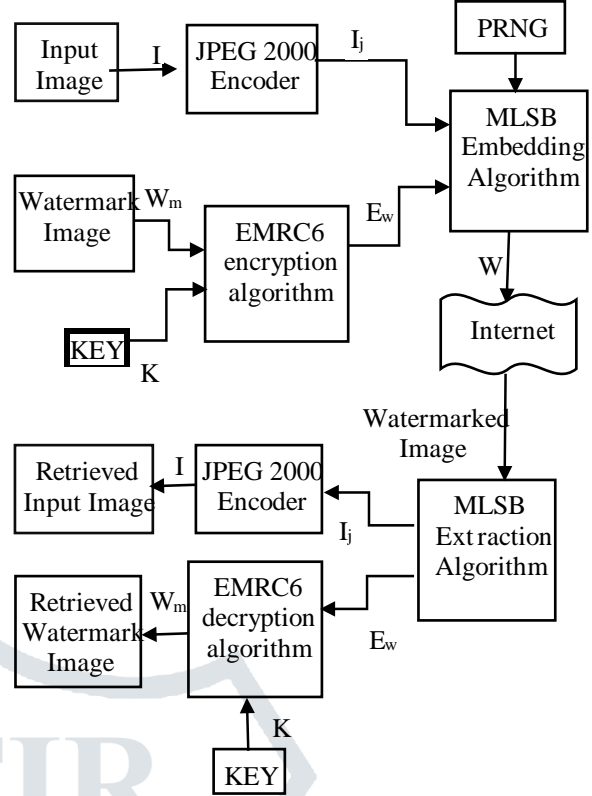 Input
Image
I
JPEG 2000
Encoder
Ij
PRNG
MLSB
Embedding
Algorithm
Watermark
Image
Wm
EMRC6
encryption
algorithm
Ew
KEY
K
W
Internet
Watermarked
Image
Retrieved
Input Image
I
JPEG 2000
Encoder
Ij
MLSB
Extraction
Algorithm
Retrieved
Watermark
Image
Wm
EMRC6
decryption
algorithm
Ew
K
KEY
TIR